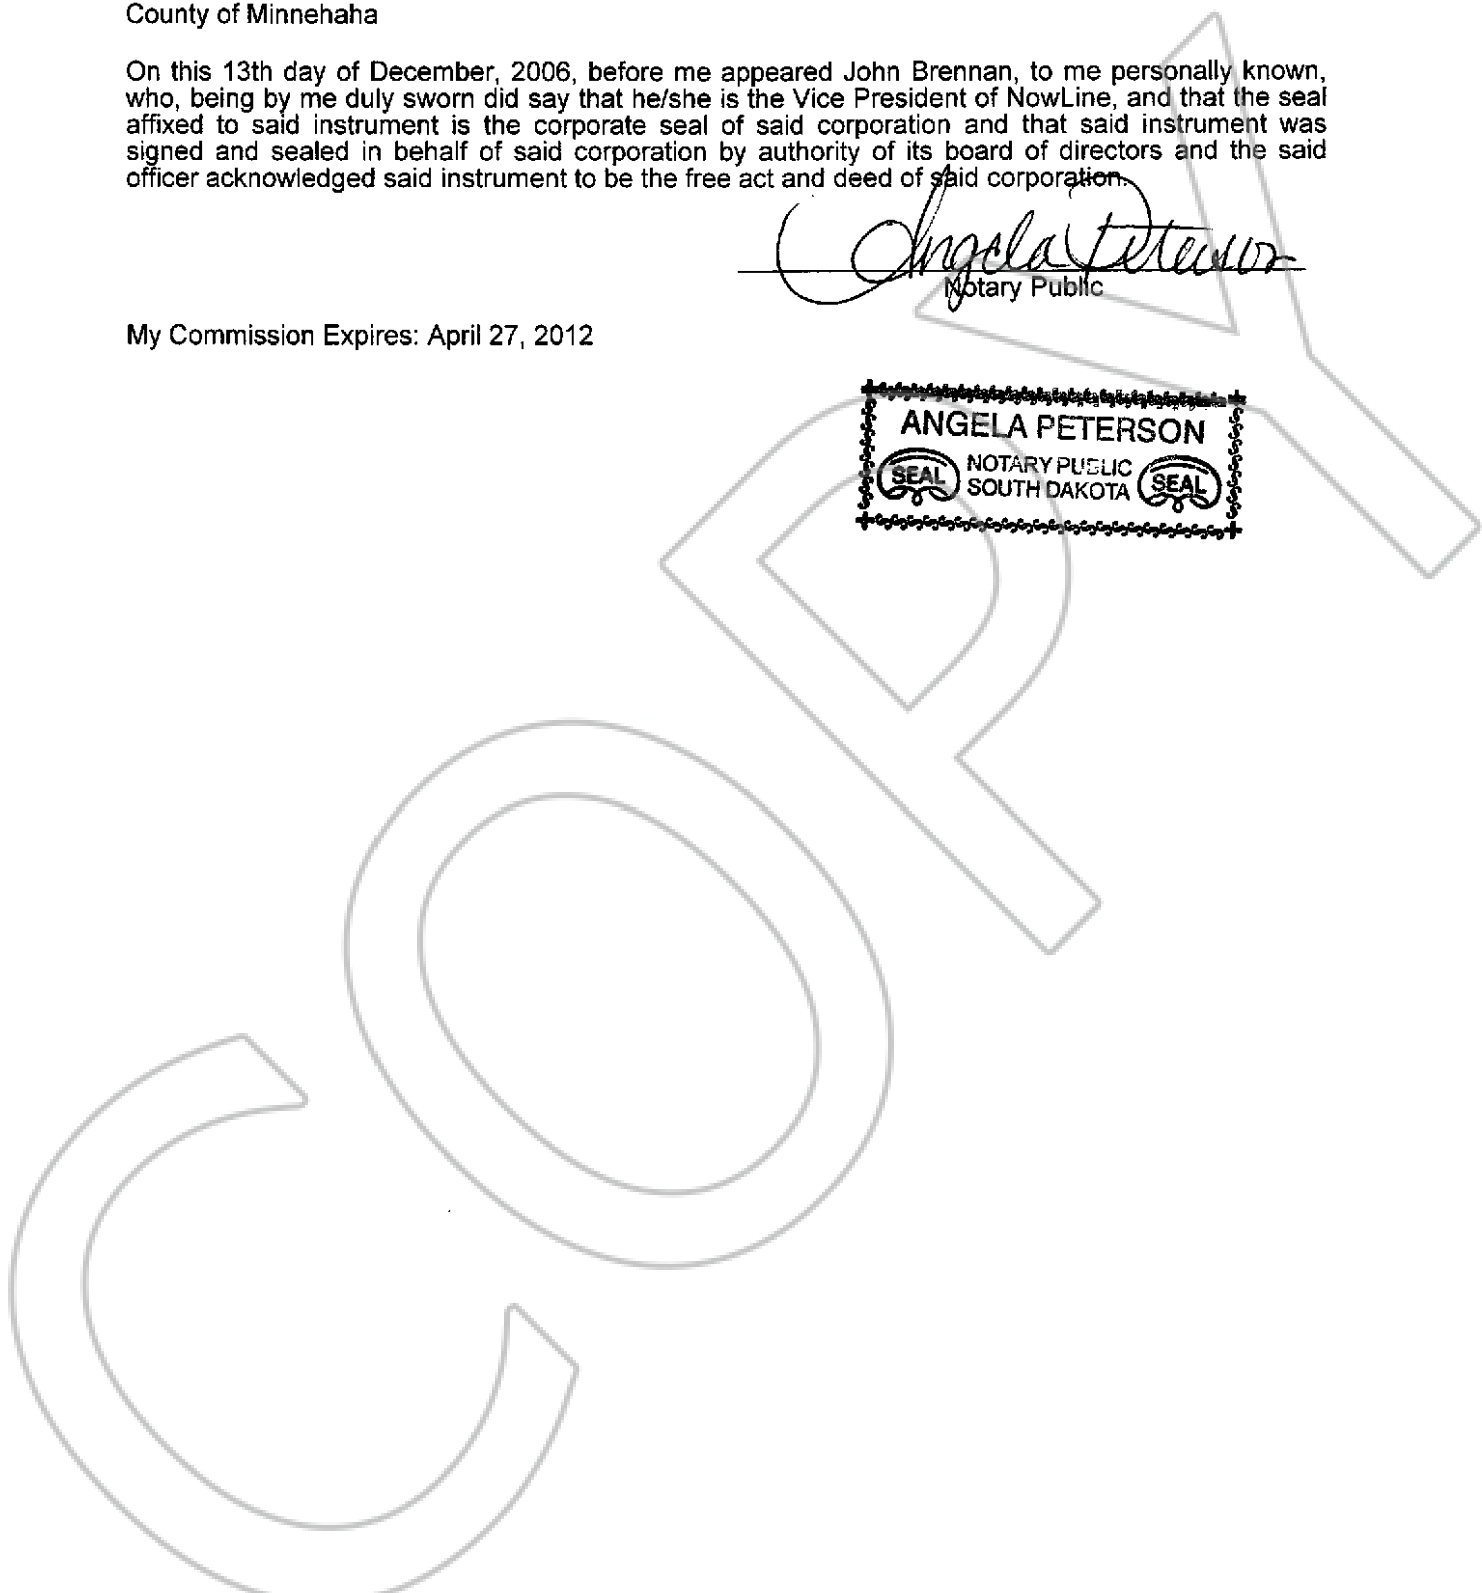 County of Minnehaha
On this 13th day of December, 2006, before me appeared John Brennan, to me personally known,
who, being by me duly sworn did say that he/she is the Vice President of NowLine, and that the seal
affixed to said instrument is the corporate seal of said corporation and that said instrument was
signed and sealed in behalf of said corporation by authority of its board of directors and the said
officer acknowledged said instrument to be the free act and deed of said corporation.
Angela Peterson
Notary Public
My Commission Expires: April 27, 2012
ANGELA PETERSON
SEAL NOTARY PUBLIC SEAL
SOUTH DAKOTA
COPY